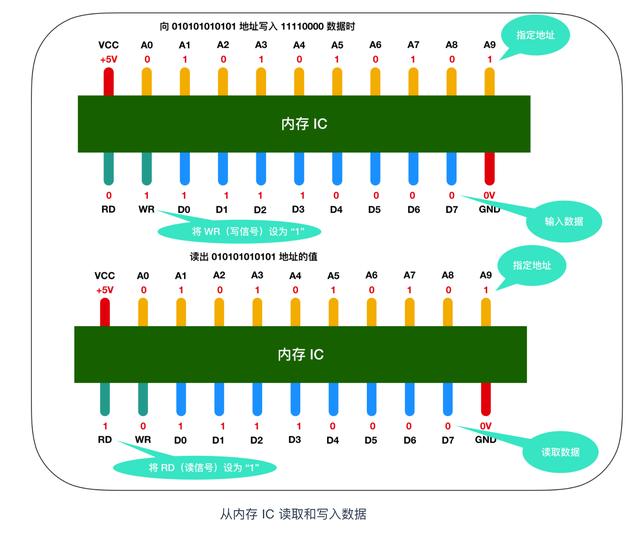 向 010101010101 地址写入 11110000 数据时
指定地址
VCC A0 A1 A2 A3 A4 A5 A6 A7 A8 A9
+5V 0 1 0 1 0 1 0 1 0 1
内存 IC
0 1 1 1 1 1 0 0 0 0 0V
RD WR D0 D1 D2 D3 D4 D5 D6 D7 GND
输入数据
将 WR（写信号）设为 “1”
读出 010101010101 地址的值
指定地址
VCC A0 A1 A2 A3 A4 A5 A6 A7 A8 A9
+5V 0 1 0 1 0 1 0 1 0 1
内存 IC
1 0 1 1 1 1 0 0 0 0 0V
RD WR D0 D1 D2 D3 D4 D5 D6 D7 GND
读取数据
将 RD（读信号）设为 “1”
从内存 IC 读取和写入数据